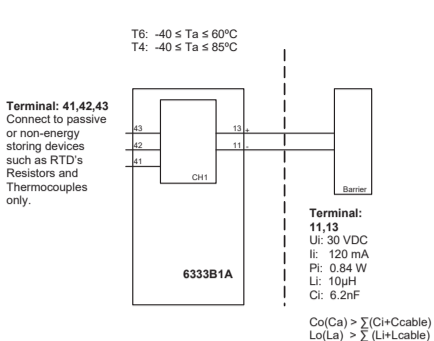 T6: -40 ≤ Ta ≤ 60ºC
T4: -40 ≤ Ta ≤ 85ºC
Terminal: 41,42,43
Connect to passive
or non-energy
storing devices
such as RTD's
Resistors and
Thermocouples
only.
43
42
41
13 +
11 -
CH1
6333B1A
Barrier
Terminal:
11,13
Ui: 30 VDC
Ii: 120 mA
Pi: 0.84 W
Li: 10µH
Ci: 6.2nF
Co(Ca) > ∑(Ci+Ccable)
Lo(La) > ∑ (Li+Lcable)